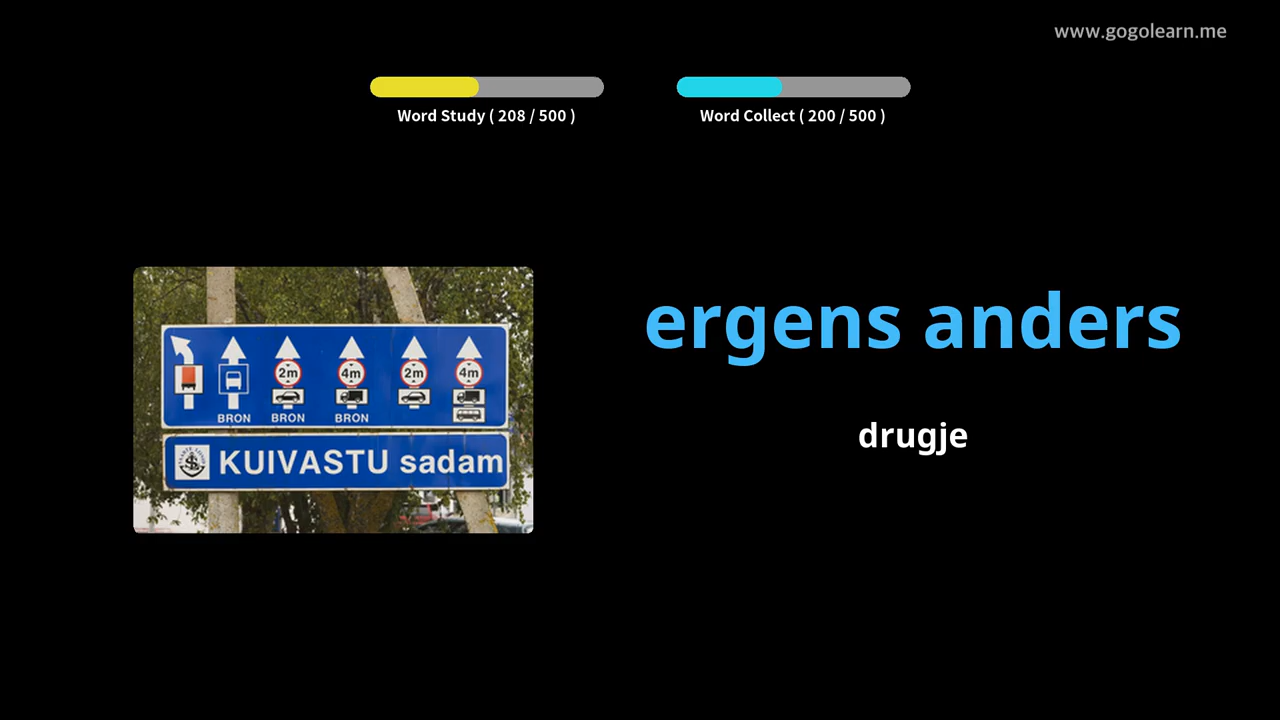 www.gogolearn.me
Word Study ( 208 / 500 )
Word Collect ( 200 / 500 )
2m 4m 2m 4m
BRON BRON BRON
KUIVASTU sadam
ergens anders
drugje